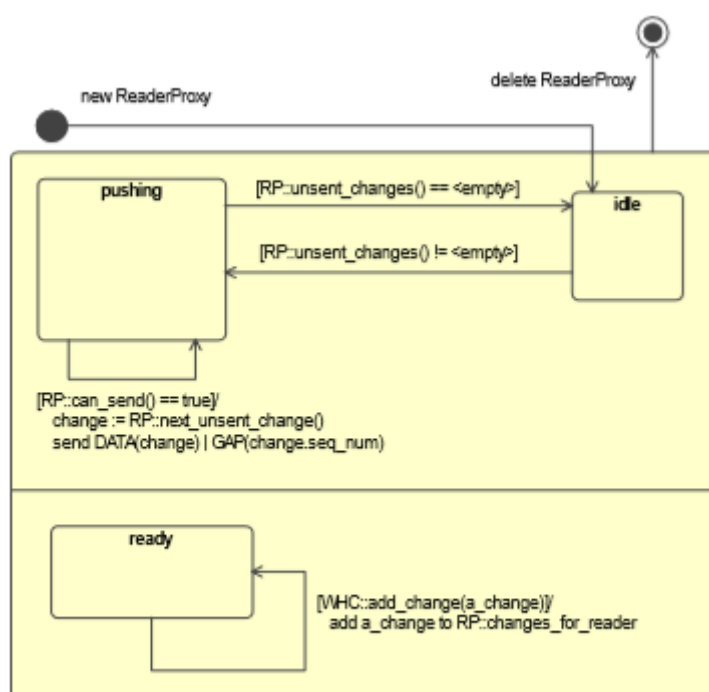 delete ReaderProxy
new ReaderProxy
pushing
[RP::unsent_changes() == <empty>]
idle
[RP::unsent_changes() != <empty>]
[RP::can_send() == true]/
change := RP::next_unsent_change()
send DATA(change) | GAP(change.seq_num)
ready
[WHC::add_change(a_change)]/
add a_change to RP::changes_for_reader